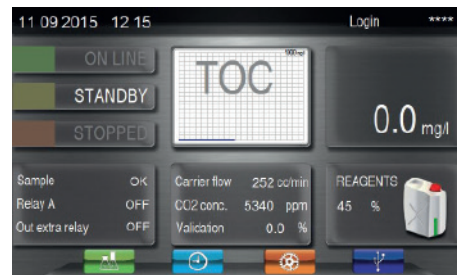 11 09 2015 12 15 Login ****
ON LINE
STANDBY
STOPPED
TOC
0.0 mg/l
Sample OK
Relay A OFF
Out extra relay OFF
Carrier flow 252 cc/min
CO2 conc. 5340 ppm
Validation 0.0 %
REAGENTS
45 %